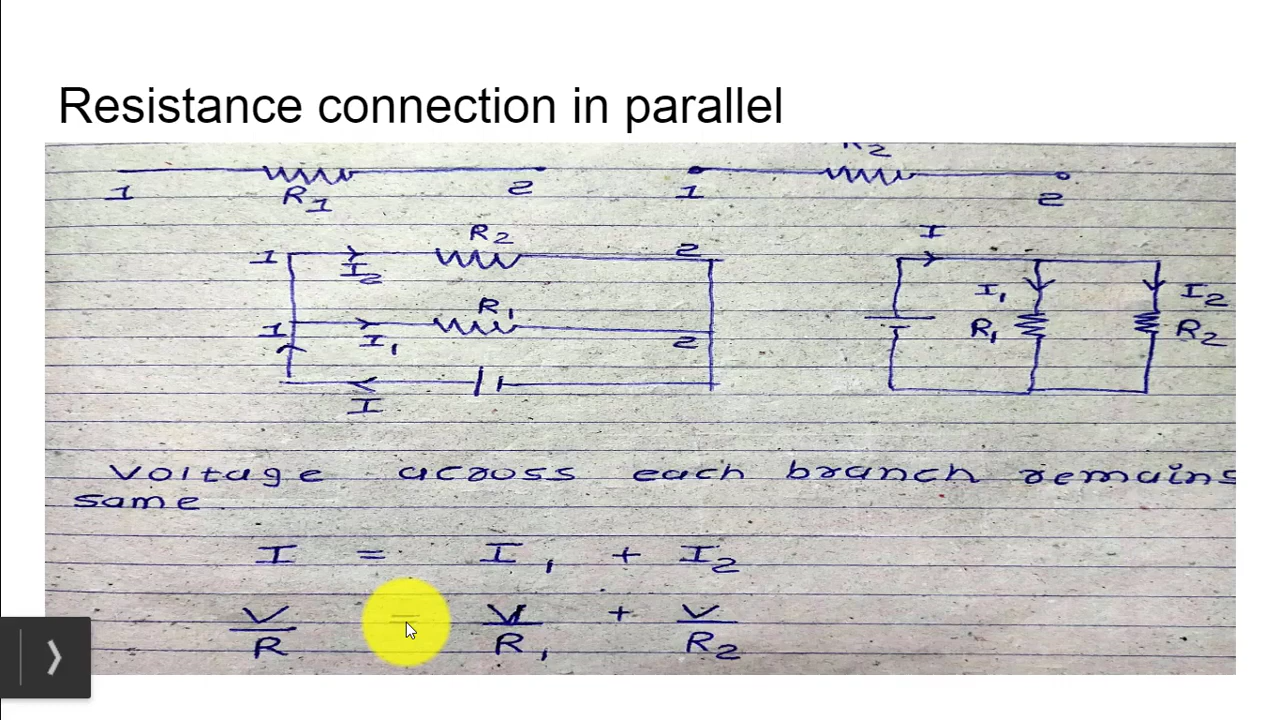 Resistance connection in parallel
R2
1 R1 2 1 2
1 I2 R2 2 I
1 I1 R1 2 I1 R1 I2 R2
I
Voltage across each branch remains
same
I = I1 + I2
V/R = V/R1 + V/R2